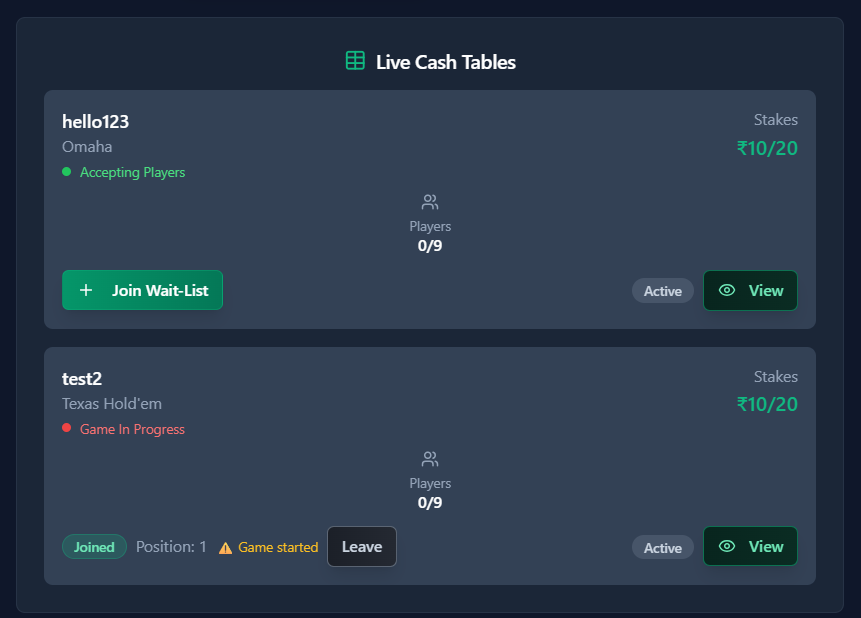 Live Cash Tables
hello123
Stakes
Omaha
₹10/20
Accepting Players
Players
0/9
+ Join Wait-List
Active
View
test2
Stakes
Texas Hold'em
₹10/20
Game In Progress
Players
0/9
Joined Position: 1 Game started Leave
Active
View